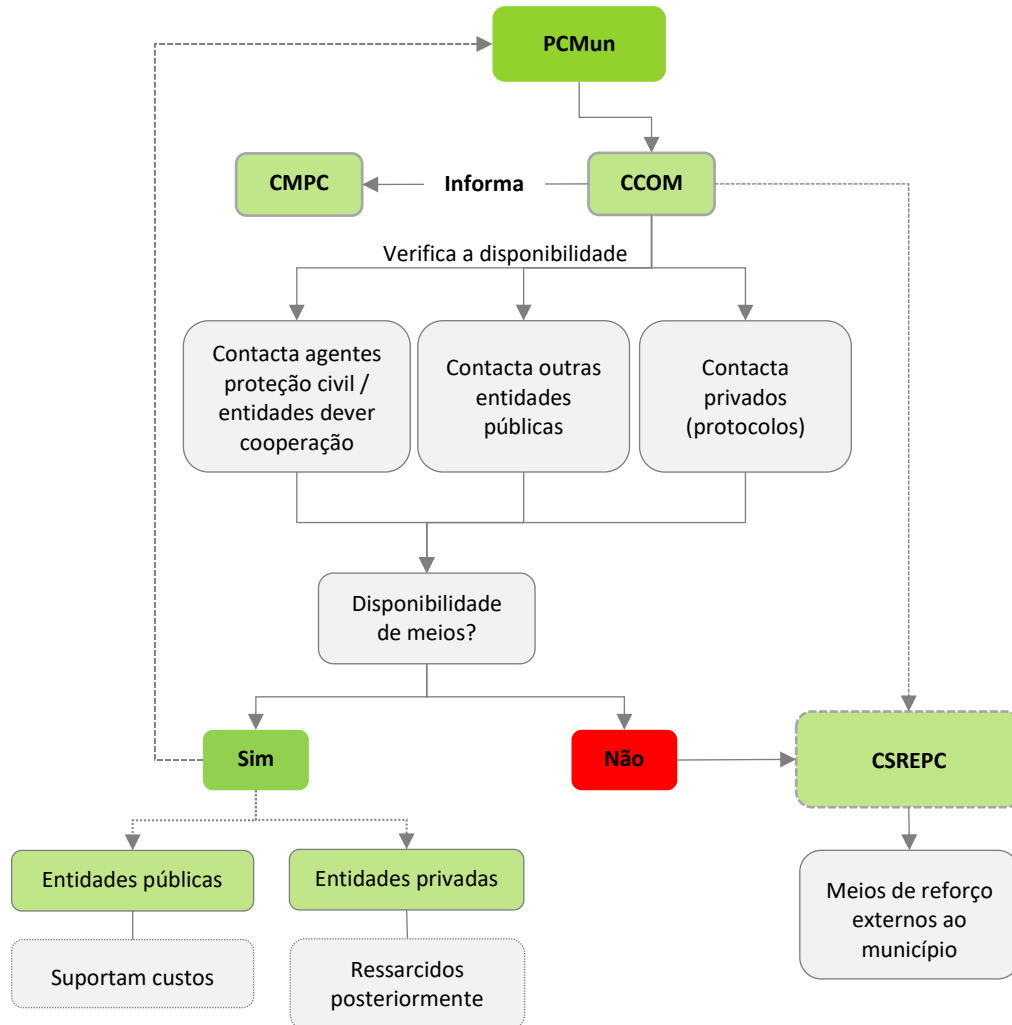 PCMun
CMPC
Informa
CCOM
Verifica a disponibilidade
Contacta agentes
proteção civil /
entidades dever
cooperação
Contacta outras
entidades
públicas
Contacta
privados
(protocolos)
Disponibilidade
de meios?
Sim
Não
CSREPC
Entidades públicas
Entidades privadas
Suportam custos
Ressarcidos
posteriormente
Meios de reforço
externos ao
município